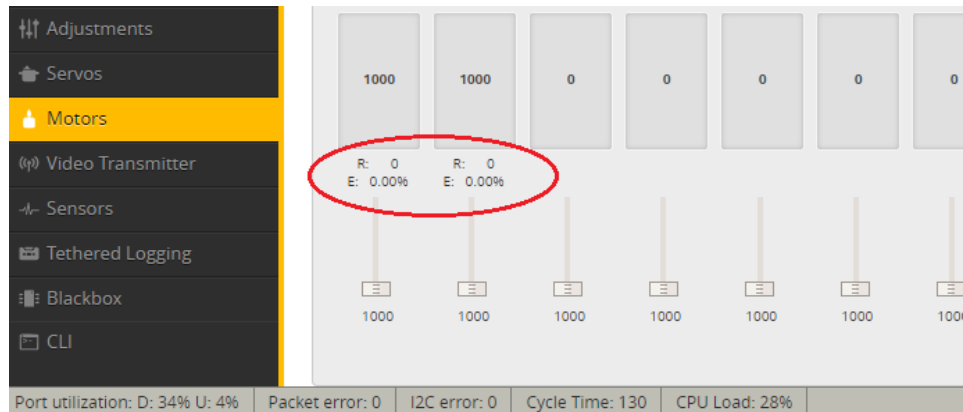 Adjustments
Servos
Motors
Video Transmitter
Sensors
Tethered Logging
Blackbox
CLI
1000 1000 0 0 0 0 0
R: 0 R: 0
E: 0.00% E: 0.00%
1000 1000 1000 1000 1000 1000 100
Port utilization: D: 34% U: 4% Packet error: 0 I2C error: 0 Cycle Time: 130 CPU Load: 28%